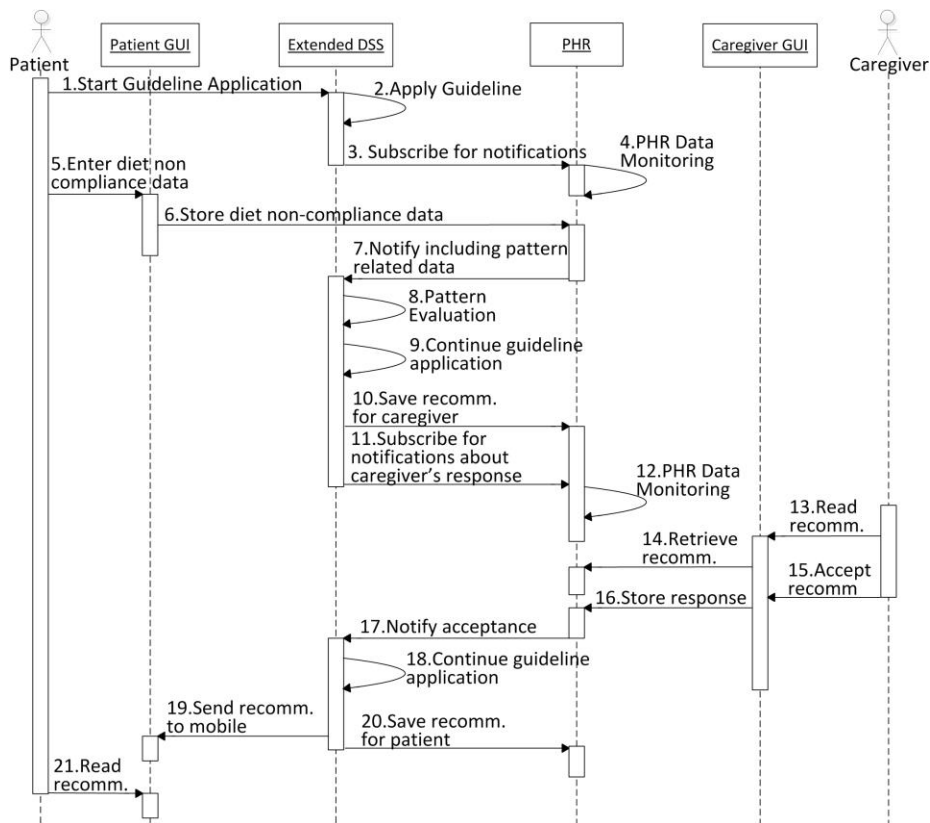 Patient GUI
Extended DSS
PHR
Caregiver GUI
Patient
Caregiver
1.Start Guideline Application
2.Apply Guideline
3. Subscribe for notifications
4.PHR Data
Monitoring
5.Enter diet non
compliance data
6.Store diet non-compliance data
7.Notify including pattern
related data
8.Pattern
Evaluation
9.Continue guideline
application
10.Save recomm.
for caregiver
11.Subscribe for
notifications about
caregiver's response
12.PHR Data
Monitoring
13.Read
recomm.
14.Retrieve
recomm.
15.Accept
recomm
16.Store response
17.Notify acceptance
18.Continue guideline
application
19.Send recomm.
to mobile
20.Save recomm.
for patient
21.Read
recomm.